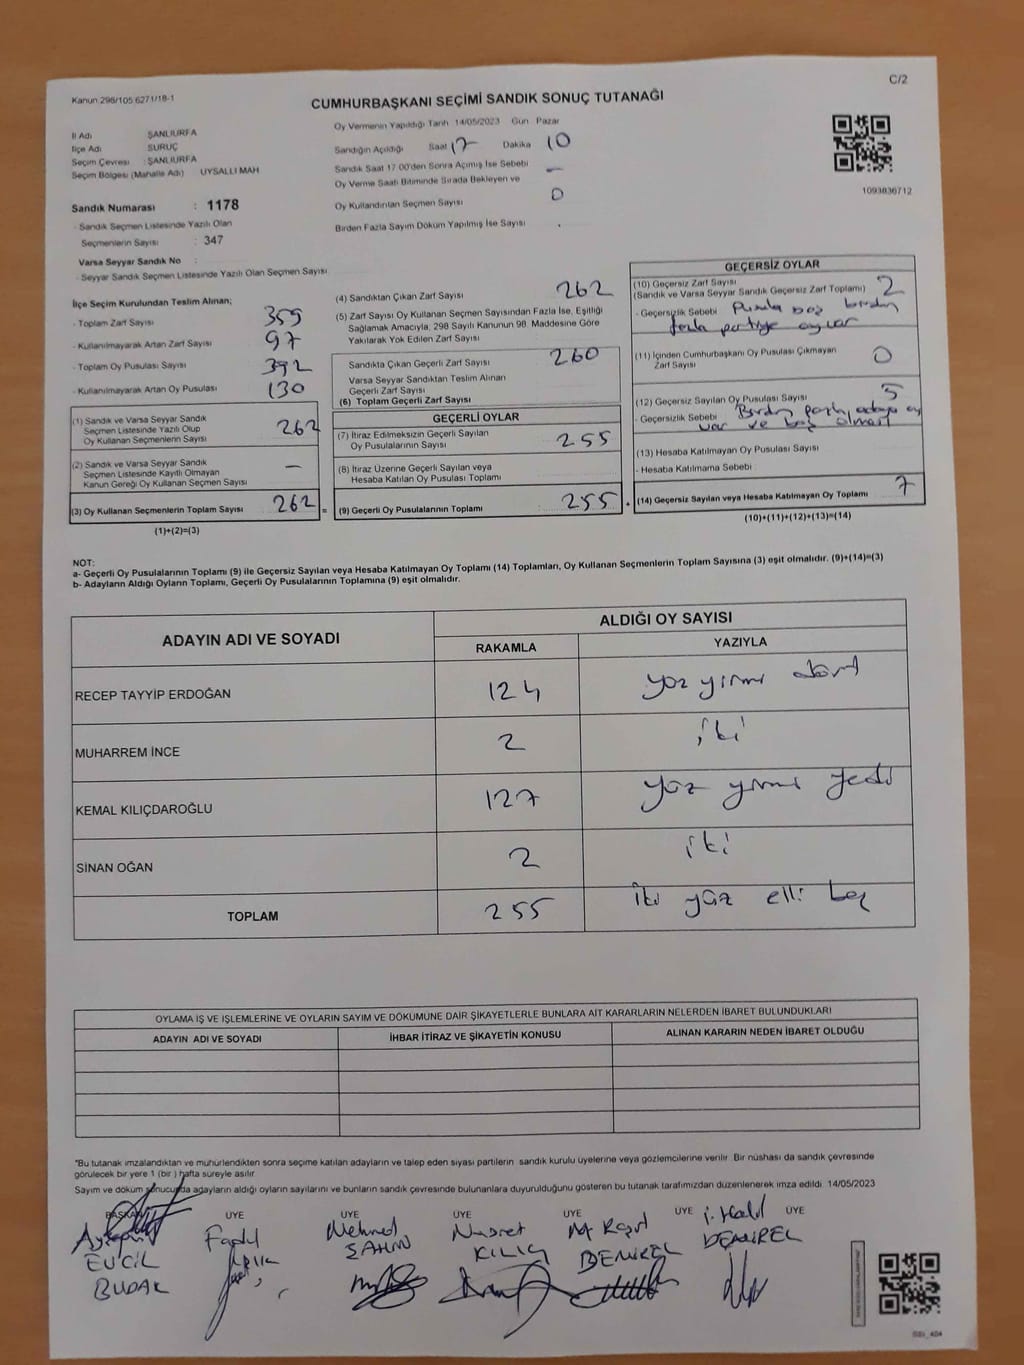 C/2
Kanun:298/105 6271/18-1
CUMHURBAŞKANI SEÇİMİ SANDIK SONUÇ TUTANAĞI
İl Adı ŞANLIURFA
İlçe Adı SURUÇ
Seçim Çevresi : ŞANLIURFA
Seçim Bölgesi (Mahalle Adı) UYSALLI MAH
Oy Vermenin Yapıldığı Tarih 14/05/2023 Gün Pazar
Sandığın Açıldığı Saat 17 Dakika 10
Sandık Saat 17:00'den Sonra Açılmış İse Sebebi —
Oy Verme Saati Bitiminde Sırada Bekleyen ve
Oy Kullandırılan Seçmen Sayısı 0
Birden Fazla Sayım Döküm Yapılmış İse Sayısı
1093836712
Sandık Numarası : 1178
- Sandık Seçmen Listesinde Yazılı Olan
Seçmenlerin Sayısı : 347
Varsa Seyyar Sandık No :
- Seyyar Sandık Seçmen Listesinde Yazılı Olan Seçmen Sayısı
İlçe Seçim Kurulundan Teslim Alınan;
- Toplam Zarf Sayısı 359
- Kullanılmayarak Artan Zarf Sayısı 97
- Toplam Oy Pusulası Sayısı 392
- Kullanılmayarak Artan Oy Pusulası 130
(1) Sandık ve Varsa Seyyar Sandık
Seçmen Listesinde Yazılı Olup
Oy Kullanan Seçmenlerin Sayısı 262
(2) Sandık ve Varsa Seyyar Sandık
Seçmen Listesinde Kayıtlı Olmayan
Kanun Gereği Oy Kullanan Seçmen Sayısı —
(3) Oy Kullanan Seçmenlerin Toplam Sayısı 262 =
(1)+(2)=(3)
(4) Sandıktan Çıkan Zarf Sayısı 262
(5) Zarf Sayısı Oy Kullanan Seçmen Sayısından Fazla İse, Eşitliği
Sağlamak Amacıyla, 298 Sayılı Kanunun 98. Maddesine Göre
Yakılarak Yok Edilen Zarf Sayısı
Sandıkta Çıkan Geçerli Zarf Sayısı 260
Varsa Seyyar Sandıktan Teslim Alınan
Geçerli Zarf Sayısı
(6) Toplam Geçerli Zarf Sayısı
GEÇERLİ OYLAR
(7) İtiraz Edilmeksizin Geçerli Sayılan
Oy Pusulalarının Sayısı 255
(8) İtiraz Üzerine Geçerli Sayılan veya
Hesaba Katılan Oy Pusulası Toplamı
(9) Geçerli Oy Pusulalarının Toplamı 255 +
GEÇERSİZ OYLAR
(10) Geçersiz Zarf Sayısı
(Sandık ve Varsa Seyyar Sandık Geçersiz Zarf Toplamı) 2
- Geçersizlik Sebebi Pusula boş birden
fazla partiye oylar
(11) İçinden Cumhurbaşkanı Oy Pusulası Çıkmayan
Zarf Sayısı 0
(12) Geçersiz Sayılan Oy Pusulası Sayısı 5
- Geçersizlik Sebebi Birden fazla adaya oy
var ve boş olması
(13) Hesaba Katılmayan Oy Pusulası Sayısı
- Hesaba Katılmama Sebebi
(14) Geçersiz Sayılan veya Hesaba Katılmayan Oy Toplamı 7
(10)+(11)+(12)+(13)=(14)
NOT:
a- Geçerli Oy Pusulalarının Toplamı (9) ile Geçersiz Sayılan veya Hesaba Katılmayan Oy Toplamı (14) Toplamları, Oy Kullanan Seçmenlerin Toplam Sayısına (3) eşit olmalıdır. (9)+(14)=(3)
b- Adayların Aldığı Oyların Toplamı, Geçerli Oy Pusulalarının Toplamına (9) eşit olmalıdır.
ADAYIN ADI VE SOYADI ALDIĞI OY SAYISI
RAKAMLA YAZIYLA
RECEP TAYYİP ERDOĞAN 124 yüz yirmi dört
MUHARREM İNCE 2 iki
KEMAL KILIÇDAROĞLU 127 yüz yirmi yedi
SİNAN OĞAN 2 iki
TOPLAM 255 iki yüz elli beş
OYLAMA İŞ VE İŞLEMLERİNE VE OYLARIN SAYIM VE DÖKÜMÜNE DAİR ŞİKAYETLERLE BUNLARA AİT KARARLARIN NELERDEN İBARET BULUNDUKLARI
ADAYIN ADI VE SOYADI İHBAR İTİRAZ VE ŞİKAYETİN KONUSU ALINAN KARARIN NEDEN İBARET OLDUĞU
*Bu tutanak imzalandıktan ve mühürlendikten sonra seçime katılan adayların ve talep eden siyasi partilerin sandık kurulu üyelerine veya gözlemcilerine verilir. Bir nüshası da sandık çevresinde
görülecek bir yere 1 (bir ) hafta süreyle asılır.
Sayım ve döküm sonucunda adayların aldığı oyların sayılarını ve bunların sandık çevresinde bulunanlara duyurulduğunu gösteren bu tutanak tarafımızdan düzenlenerek imza edildi 14/05/2023
BAŞKAN ÜYE ÜYE ÜYE ÜYE ÜYE ÜYE
Mehmet Nusret M Reşit İ. Halil
EVCİL ŞAHİN KILIÇ DEMİREL DEMİREL
BUDAK